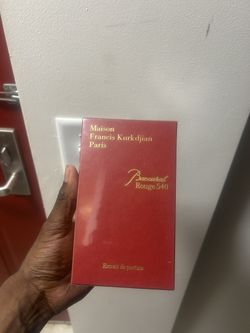 Maison
Francis Kurkdjian
Paris
Baccarat
Rouge 540
Extrait de parfum